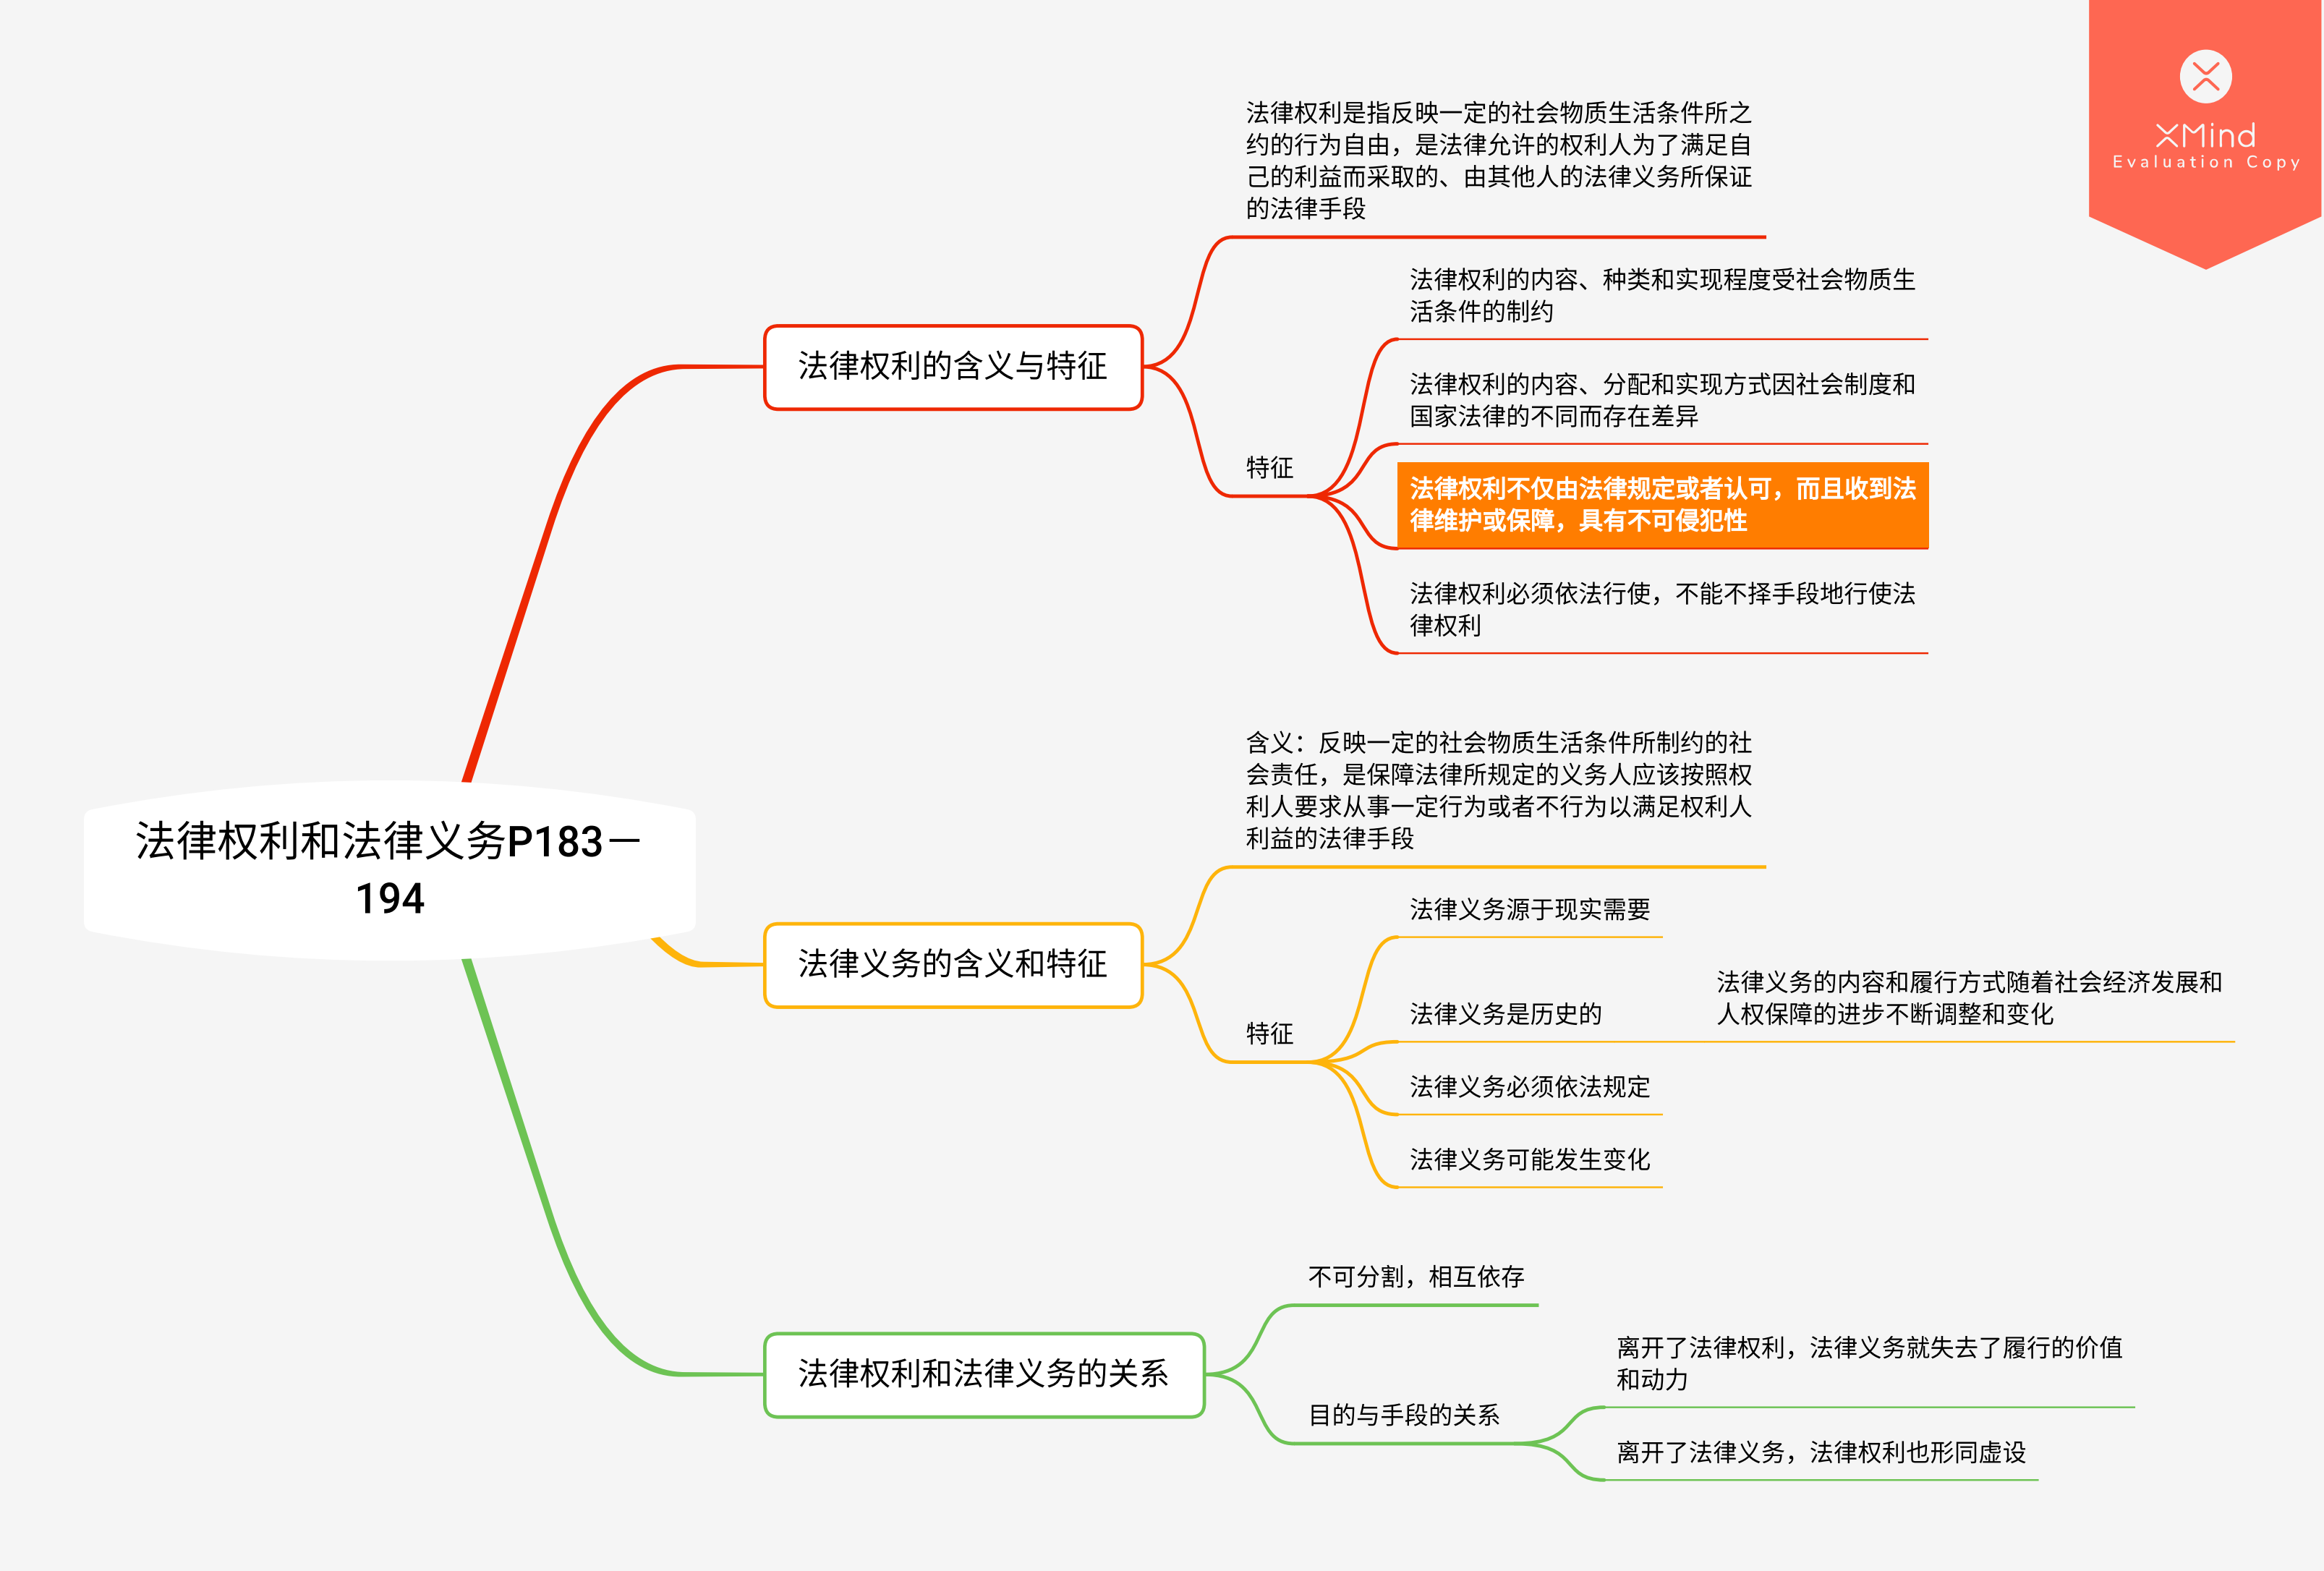 法律权利和法律义务P183－
194
法律权利的含义与特征
法律权利是指反映一定的社会物质生活条件所之
约的行为自由，是法律允许的权利人为了满足自
己的利益而采取的、由其他人的法律义务所保证
的法律手段
特征
法律权利的内容、种类和实现程度受社会物质生
活条件的制约
法律权利的内容、分配和实现方式因社会制度和
国家法律的不同而存在差异
法律权利不仅由法律规定或者认可，而且收到法
律维护或保障，具有不可侵犯性
法律权利必须依法行使，不能不择手段地行使法
律权利
法律义务的含义和特征
含义：反映一定的社会物质生活条件所制约的社
会责任，是保障法律所规定的义务人应该按照权
利人要求从事一定行为或者不行为以满足权利人
利益的法律手段
特征
法律义务源于现实需要
法律义务是历史的
法律义务的内容和履行方式随着社会经济发展和
人权保障的进步不断调整和变化
法律义务必须依法规定
法律义务可能发生变化
法律权利和法律义务的关系
不可分割，相互依存
目的与手段的关系
离开了法律权利，法律义务就失去了履行的价值
和动力
离开了法律义务，法律权利也形同虚设
XMind
Evaluation Copy